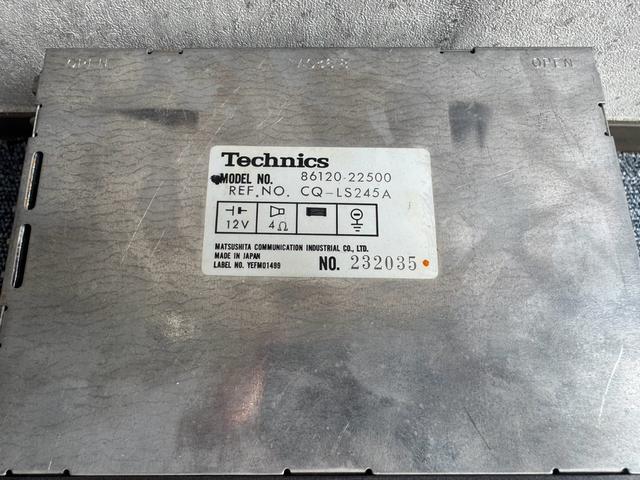 OPEN
OPEN
Technics
MODEL NO. 86120-22500
REF. NO. CQ-LS245A
12V
4Ω
MATSUSHITA COMMUNICATION INDUSTRIAL CO., LTD.
MADE IN JAPAN
LABEL NO. YEFM01499
NO. 232035